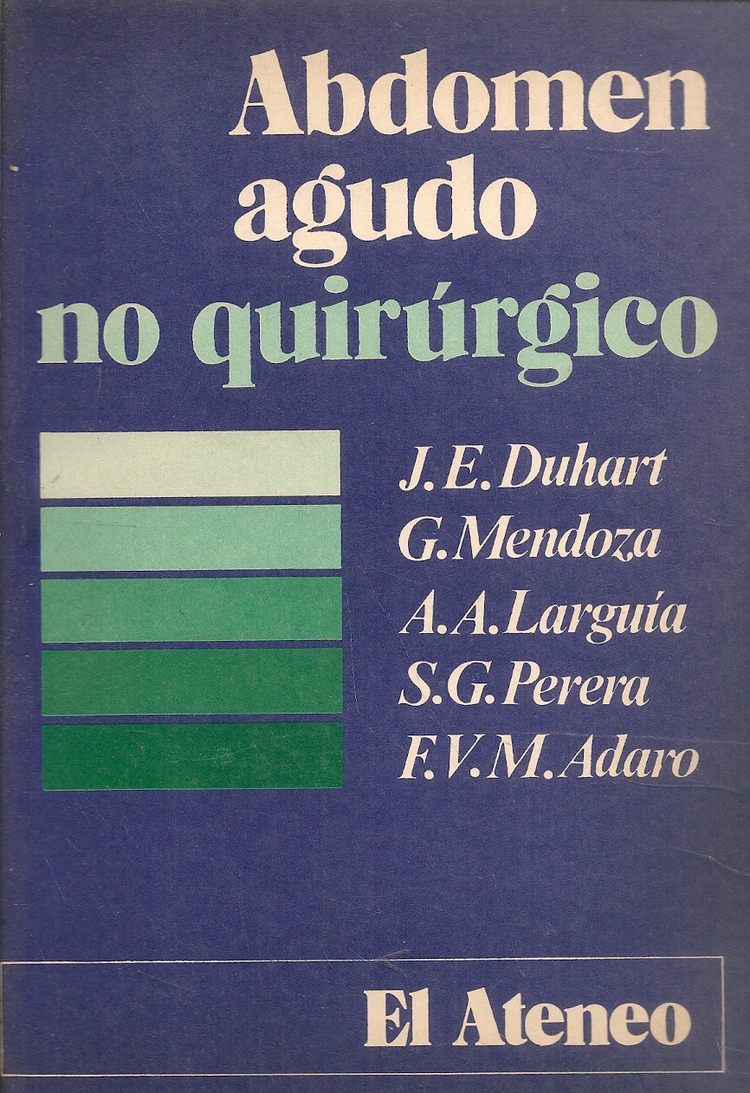 Abdomen
agudo
no quirúrgico
J. E. Duhart
G. Mendoza
A. A. Larguía
S. G. Perera
F. V. M. Adaro
El Ateneo